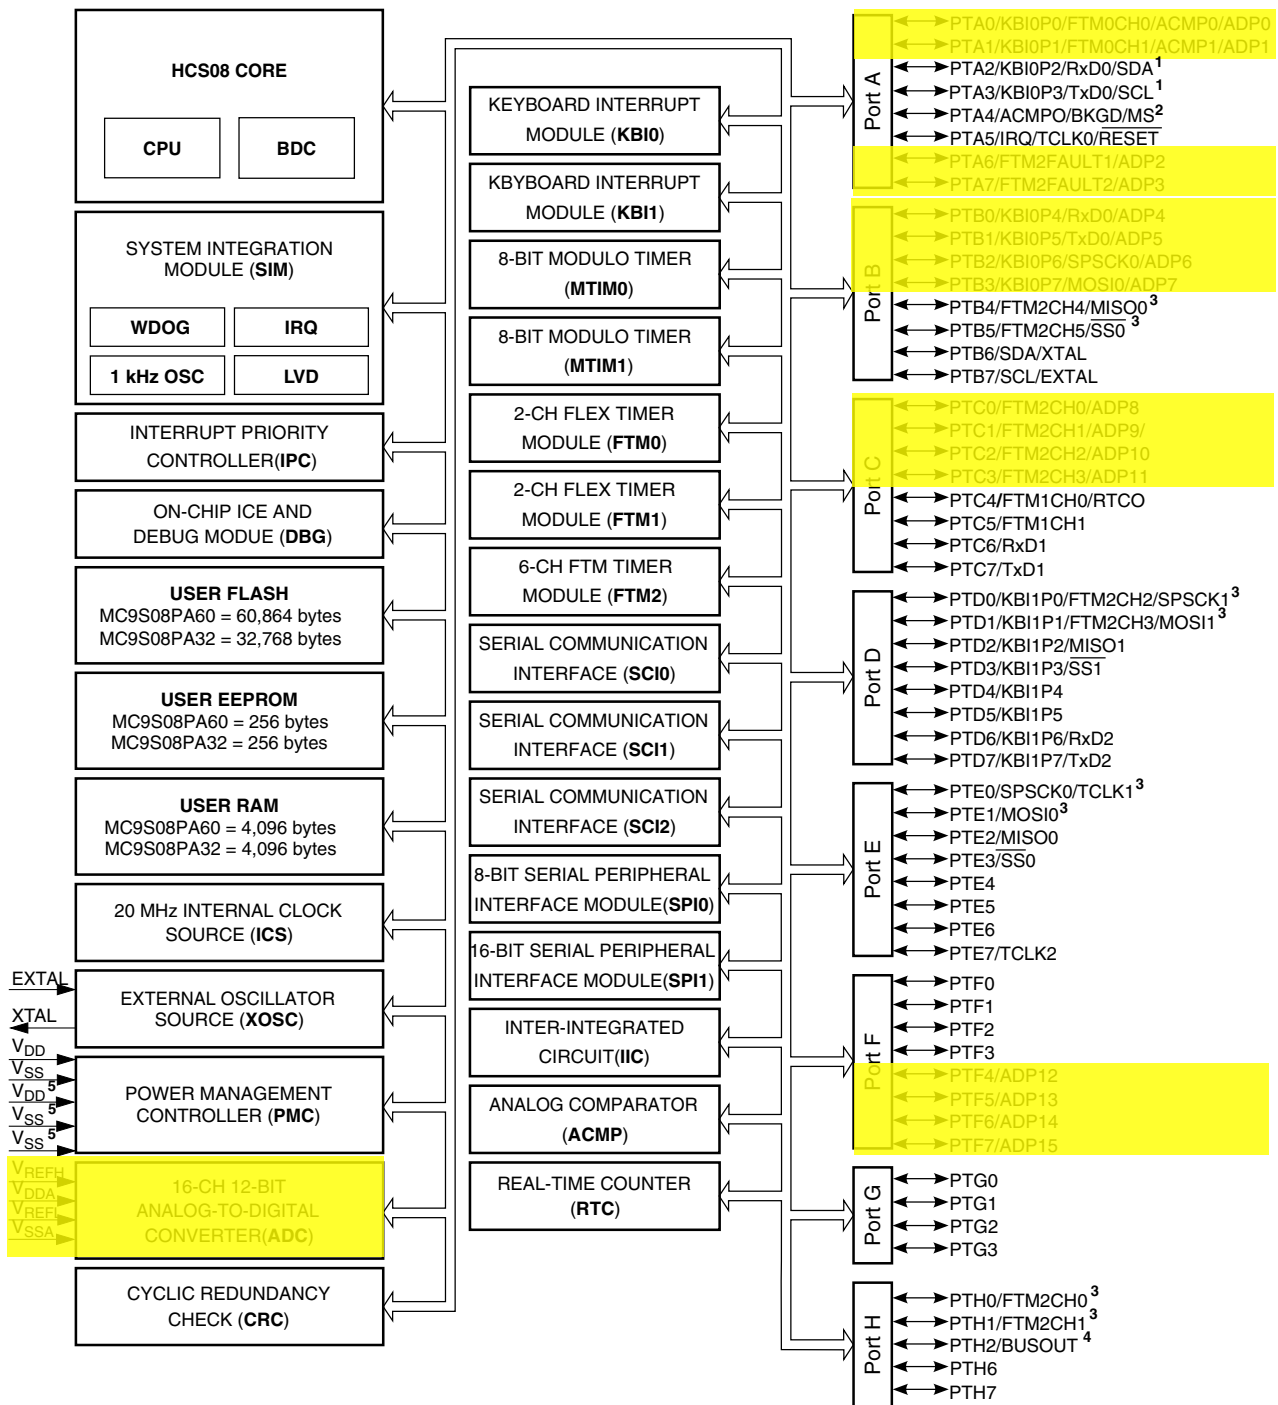 HCS08 CORE
CPU
BDC
SYSTEM INTEGRATION
MODULE (SIM)
WDOG
IRQ
1 kHz OSC
LVD
INTERRUPT PRIORITY
CONTROLLER(IPC)
ON-CHIP ICE AND
DEBUG MODUE (DBG)
USER FLASH
MC9S08PA60 = 60,864 bytes
MC9S08PA32 = 32,768 bytes
USER EEPROM
MC9S08PA60 = 256 bytes
MC9S08PA32 = 256 bytes
USER RAM
MC9S08PA60 = 4,096 bytes
MC9S08PA32 = 4,096 bytes
20 MHz INTERNAL CLOCK
SOURCE (ICS)
EXTAL
XTAL
EXTERNAL OSCILLATOR
SOURCE (XOSC)
VDD
VSS
VDD 5
VSS 5
VSS 5
POWER MANAGEMENT
CONTROLLER (PMC)
VREFH
VDDA
VREFL
VSSA
16-CH 12-BIT
ANALOG-TO-DIGITAL
CONVERTER(ADC)
CYCLIC REDUNDANCY
CHECK (CRC)
KEYBOARD INTERRUPT
MODULE (KBI0)
KBYBOARD INTERRUPT
MODULE (KBI1)
8-BIT MODULO TIMER
(MTIM0)
8-BIT MODULO TIMER
(MTIM1)
2-CH FLEX TIMER
MODULE (FTM0)
2-CH FLEX TIMER
MODULE (FTM1)
6-CH FTM TIMER
MODULE (FTM2)
SERIAL COMMUNICATION
INTERFACE (SCI0)
SERIAL COMMUNICATION
INTERFACE (SCI1)
SERIAL COMMUNICATION
INTERFACE (SCI2)
8-BIT SERIAL PERIPHERAL
INTERFACE MODULE(SPI0)
16-BIT SERIAL PERIPHERAL
INTERFACE MODULE(SPI1)
INTER-INTEGRATED
CIRCUIT(IIC)
ANALOG COMPARATOR
(ACMP)
REAL-TIME COUNTER
(RTC)
Port A
PTA0/KBI0P0/FTM0CH0/ACMP0/ADP0
PTA1/KBI0P1/FTM0CH1/ACMP1/ADP1
PTA2/KBI0P2/RxD0/SDA1
PTA3/KBI0P3/TxD0/SCL1
PTA4/ACMPO/BKGD/MS2
PTA5/IRQ/TCLK0/RESET
PTA6/FTM2FAULT1/ADP2
PTA7/FTM2FAULT2/ADP3
Port B
PTB0/KBI0P4/RxD0/ADP4
PTB1/KBI0P5/TxD0/ADP5
PTB2/KBI0P6/SPSCK0/ADP6
PTB3/KBI0P7/MOSI0/ADP7
PTB4/FTM2CH4/MISO0 3
PTB5/FTM2CH5/SS0 3
PTB6/SDA/XTAL
PTB7/SCL/EXTAL
Port C
PTC0/FTM2CH0/ADP8
PTC1/FTM2CH1/ADP9/
PTC2/FTM2CH2/ADP10
PTC3/FTM2CH3/ADP11
PTC4/FTM1CH0/RTCO
PTC5/FTM1CH1
PTC6/RxD1
PTC7/TxD1
Port D
PTD0/KBI1P0/FTM2CH2/SPSCK1 3
PTD1/KBI1P1/FTM2CH3/MOSI1 3
PTD2/KBI1P2/MISO1
PTD3/KBI1P3/SS1
PTD4/KBI1P4
PTD5/KBI1P5
PTD6/KBI1P6/RxD2
PTD7/KBI1P7/TxD2
Port E
PTE0/SPSCK0/TCLK1 3
PTE1/MOSI0 3
PTE2/MISO0
PTE3/SS0
PTE4
PTE5
PTE6
PTE7/TCLK2
Port F
PTF0
PTF1
PTF2
PTF3
PTF4/ADP12
PTF5/ADP13
PTF6/ADP14
PTF7/ADP15
Port G
PTG0
PTG1
PTG2
PTG3
Port H
PTH0/FTM2CH0 3
PTH1/FTM2CH1 3
PTH2/BUSOUT 4
PTH6
PTH7